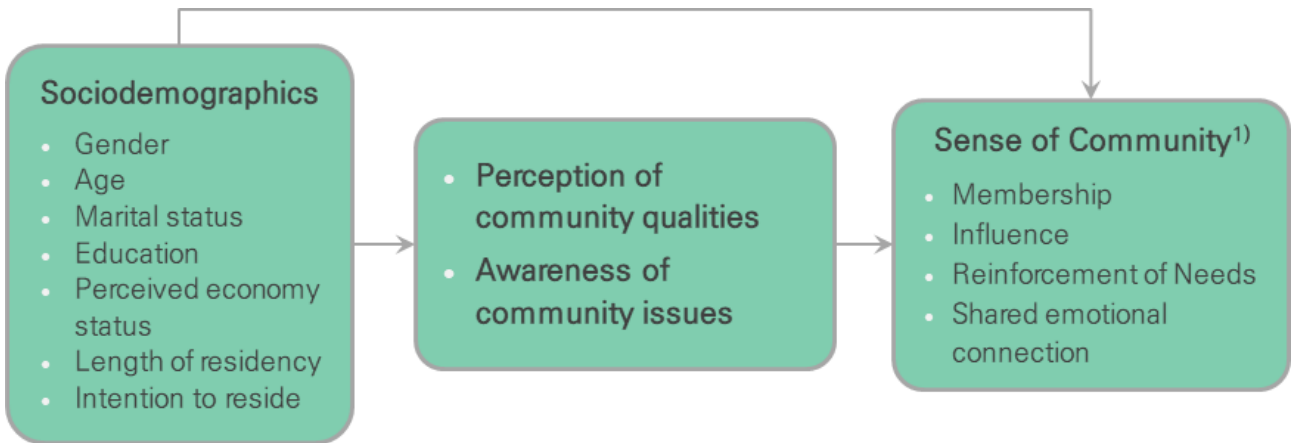 Sociodemographics
• Gender
• Age
• Marital status
• Education
• Perceived economy
status
• Length of residency
• Intention to reside
• Perception of
community qualities
• Awareness of
community issues
Sense of Community1)
• Membership
• Influence
• Reinforcement of Needs
• Shared emotional
connection